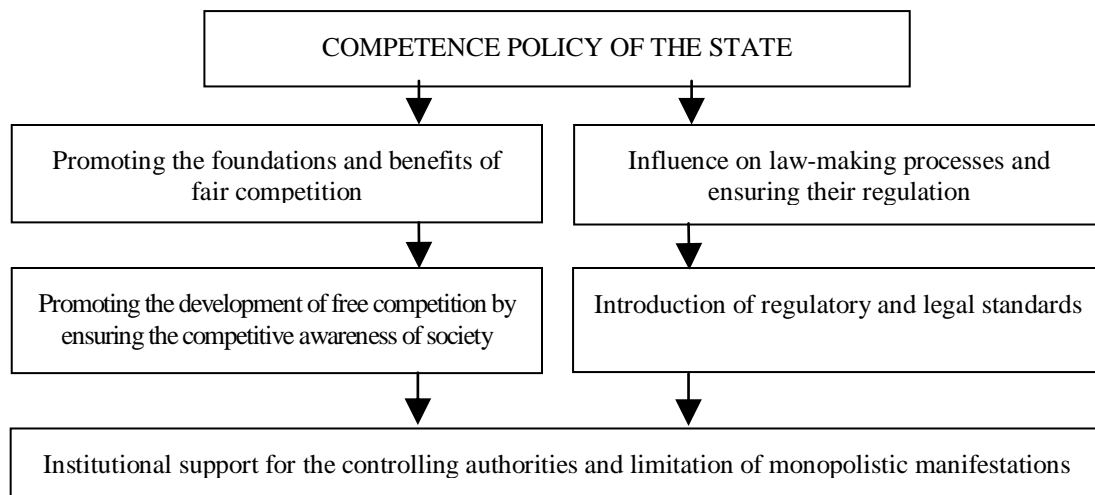 COMPETENCE POLICY OF THE STATE
Promoting the foundations and benefits of
fair competition
Influence on law-making processes and
ensuring their regulation
Promoting the development of free competition by
ensuring the competitive awareness of society
Introduction of regulatory and legal standards
Institutional support for the controlling authorities and limitation of monopolistic manifestations